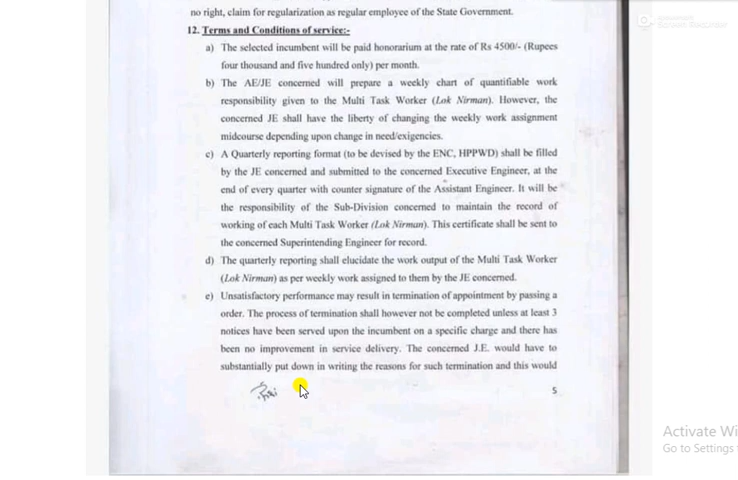 no right, claim for regularization as regular employee of the State Government.
12. Terms and Conditions of service:-
a) The selected incumbent will be paid honorarium at the rate of Rs 4500/- (Rupees
four thousand and five hundred only) per month.
b) The AE/JE concerned will prepare a weekly chart of quantifiable work
responsibility given to the Multi Task Worker (Lok Nirman). However, the
concerned JE shall have the liberty of changing the weekly work assignment
midcourse depending upon change in need/exigencies.
c) A Quarterly reporting format (to be devised by the ENC, HPPWD) shall be filled
by the JE concerned and submitted to the concerned Executive Engineer, at the
end of every quarter with counter signature of the Assistant Engineer. It will be
the responsibility of the Sub-Division concerned to maintain the record of
working of each Multi Task Worker (Lok Nirman). This certificate shall be sent to
the concerned Superintending Engineer for record.
d) The quarterly reporting shall elucidate the work output of the Multi Task Worker
(Lok Nirman) as per weekly work assigned to them by the JE concerned.
e) Unsatisfactory performance may result in termination of appointment by passing a
order. The process of termination shall however not be completed unless at least 3
notices have been served upon the incumbent on a specific charge and there has
been no improvement in service delivery. The concerned J.E. would have to
substantially put down in writing the reasons for such termination and this would
5
Activate Wi
Go to Settings